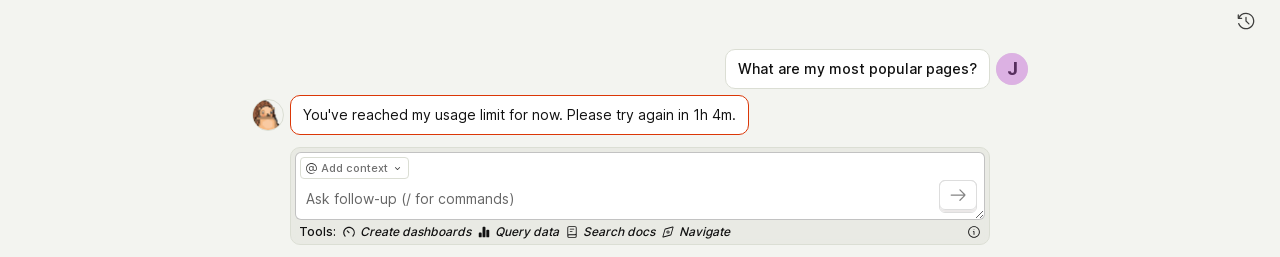 What are my most popular pages?
J
You've reached my usage limit for now. Please try again in 1h 4m.
@ Add context
Ask follow-up (/ for commands)
Tools: Create dashboards Query data Search docs Navigate